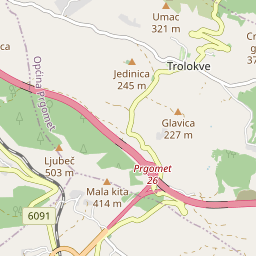 Umac
321 m
Trolokve
Jedinica
245 m
Općina Prgomet
Glavica
227 m
Ljubeč
503 m
Prgomet
26
Mala kita
414 m
6091